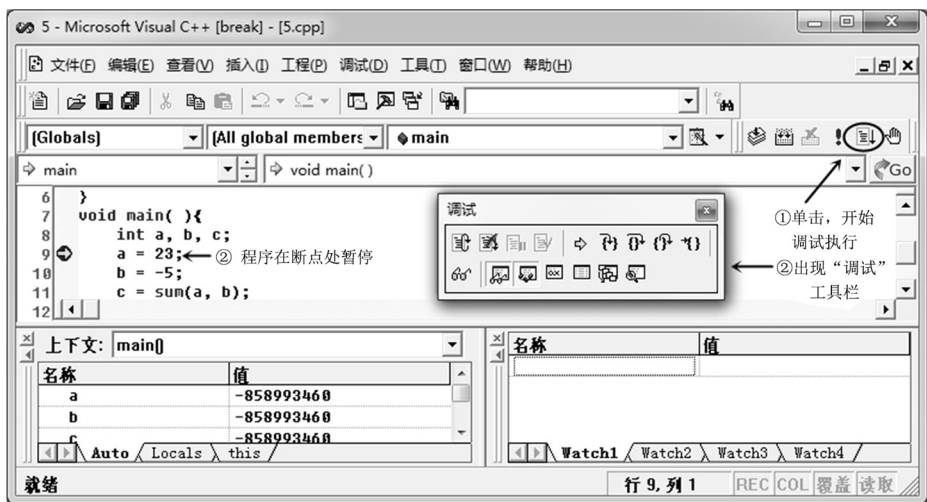 5 - Microsoft Visual C++ [break] - [5.cpp]
文件(F) 编辑(E) 查看(V) 插入(I) 工程(P) 调试(D) 工具(T) 窗口(W) 帮助(H)
(Globals) (All global members main
main void main( ) Go
6 }
7 void main( ){
8 int a, b, c;
9 a = 23; ② 程序在断点处暂停
10 b = -5;
11 c = sum(a, b);
12
调试
①单击，开始
调试执行
②出现“调试”
工具栏
上下文: main()
名称 值
a -858993460
b -858993460
c -858993460
Auto Locals this
名称 值
Watch1 Watch2 Watch3 Watch4
就绪 行 9, 列 1 REC COL 覆盖 读取